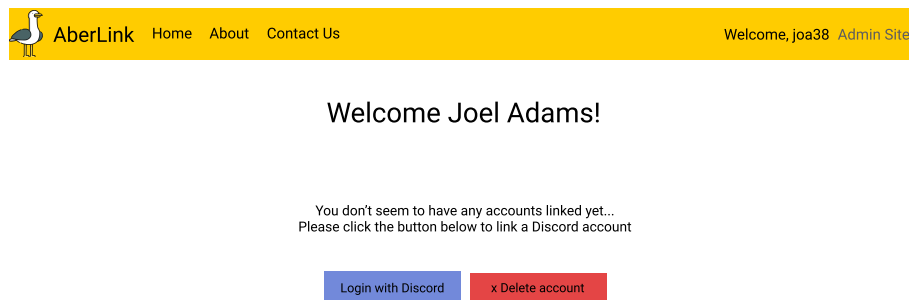 AberLink Home About Contact Us Welcome, joa38 Admin Site
Welcome Joel Adams!
You don’t seem to have any accounts linked yet...
Please click the button below to link a Discord account
Login with Discord x Delete account